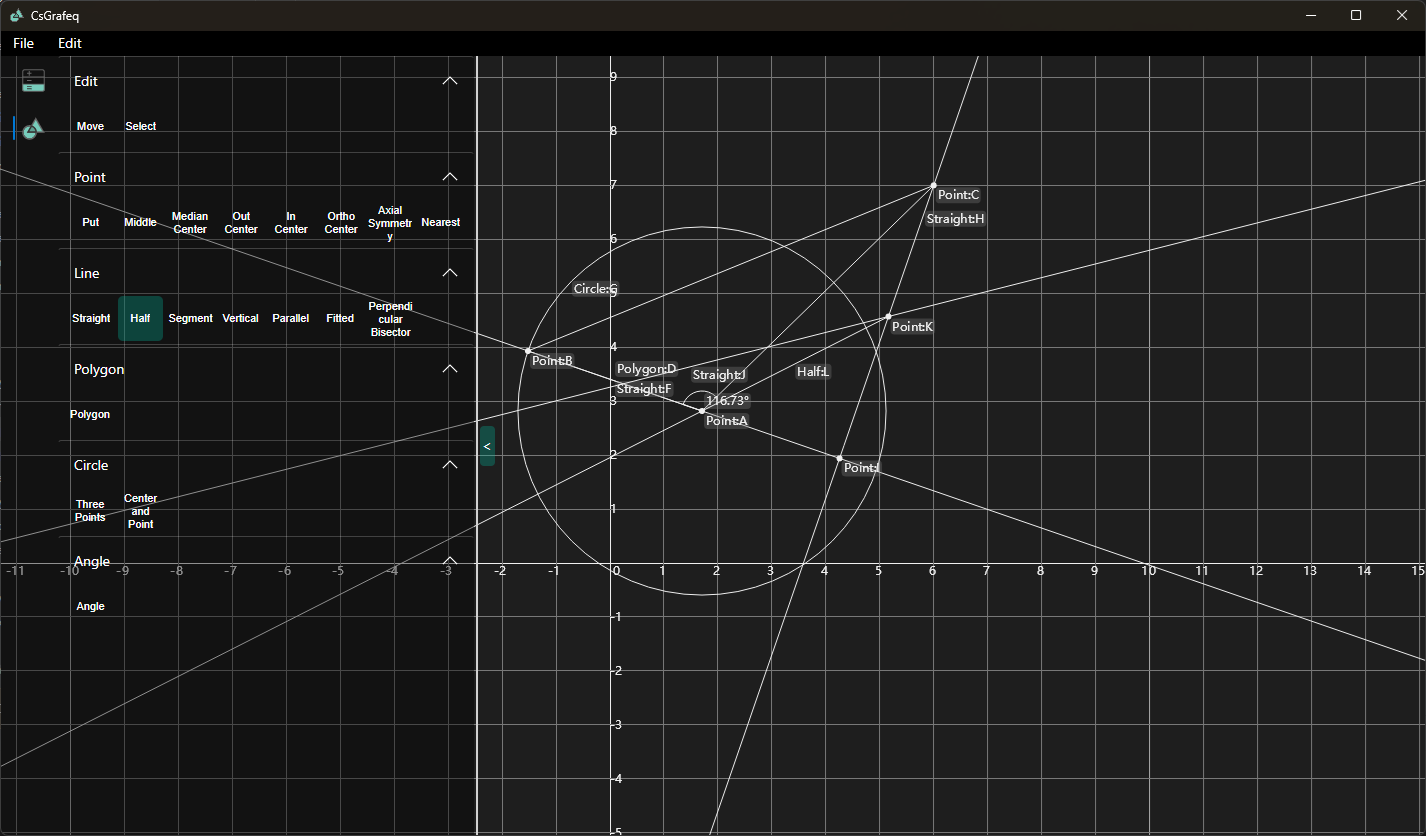 CsGrafeq
File Edit
Edit
Move Select
Point
Put Middle Median Center Out Center In Center Ortho Center Axial Symmetr y Nearest
Line
Straight Half Segment Vertical Parallel Fitted Perpendi cular Bisector
Polygon
Polygon
Circle
Three Points Center and Point
Angle
Angle
<
9
8
7
6
5
4
3
2
1
-11 -10 -9 -8 -7 -6 -5 -4 -3 -2 -1 0 1 2 3 4 5 6 7 8 9 10 11 12 13 14 15
-1
-2
-3
-4
-5
Point:C
Straight:H
Circle:G
Point:K
Point:B
Polygon:D
Straight:J
Half:L
Straight:F
116.73°
Point:A
Point:I